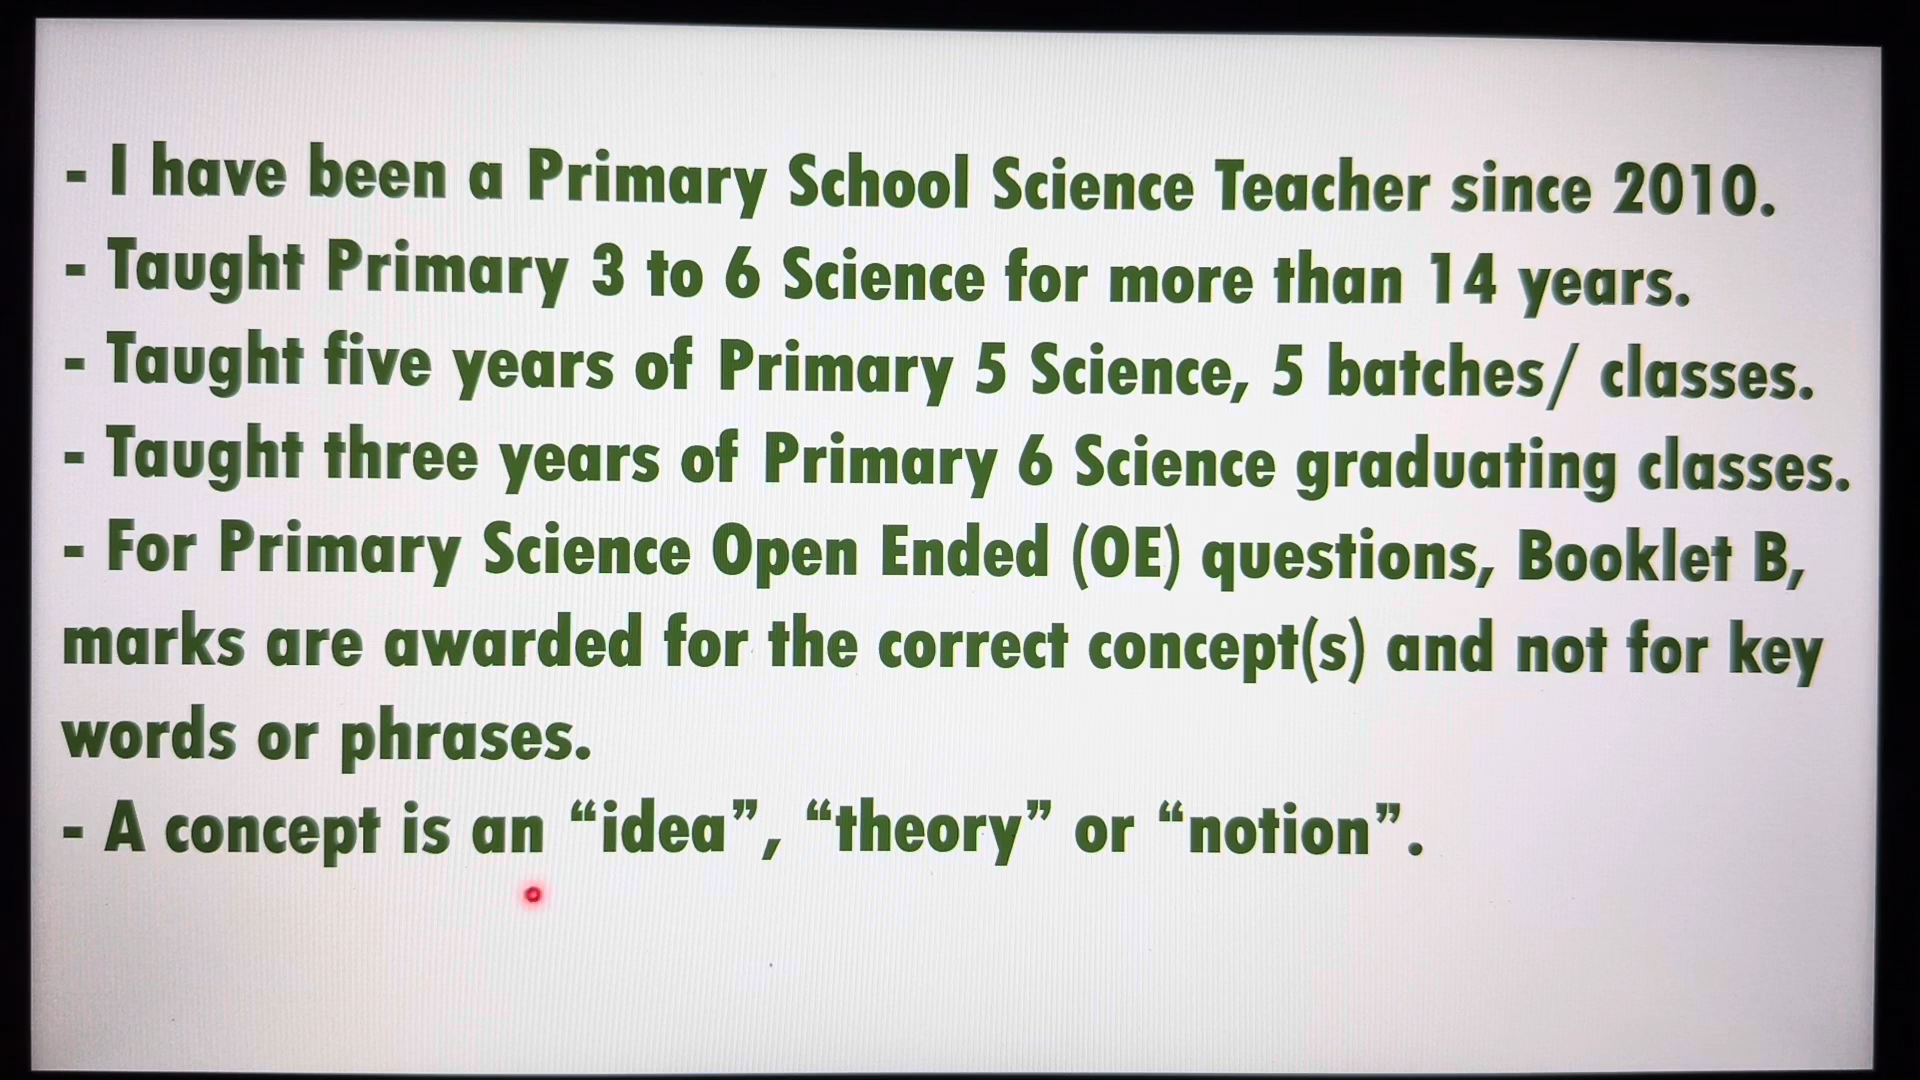 - I have been a Primary School Science Teacher since 2010.
- Taught Primary 3 to 6 Science for more than 14 years.
- Taught five years of Primary 5 Science, 5 batches/ classes.
- Taught three years of Primary 6 Science graduating classes.
- For Primary Science Open Ended (OE) questions, Booklet B,
marks are awarded for the correct concept(s) and not for key
words or phrases.
- A concept is an “idea”, “theory” or “notion”.